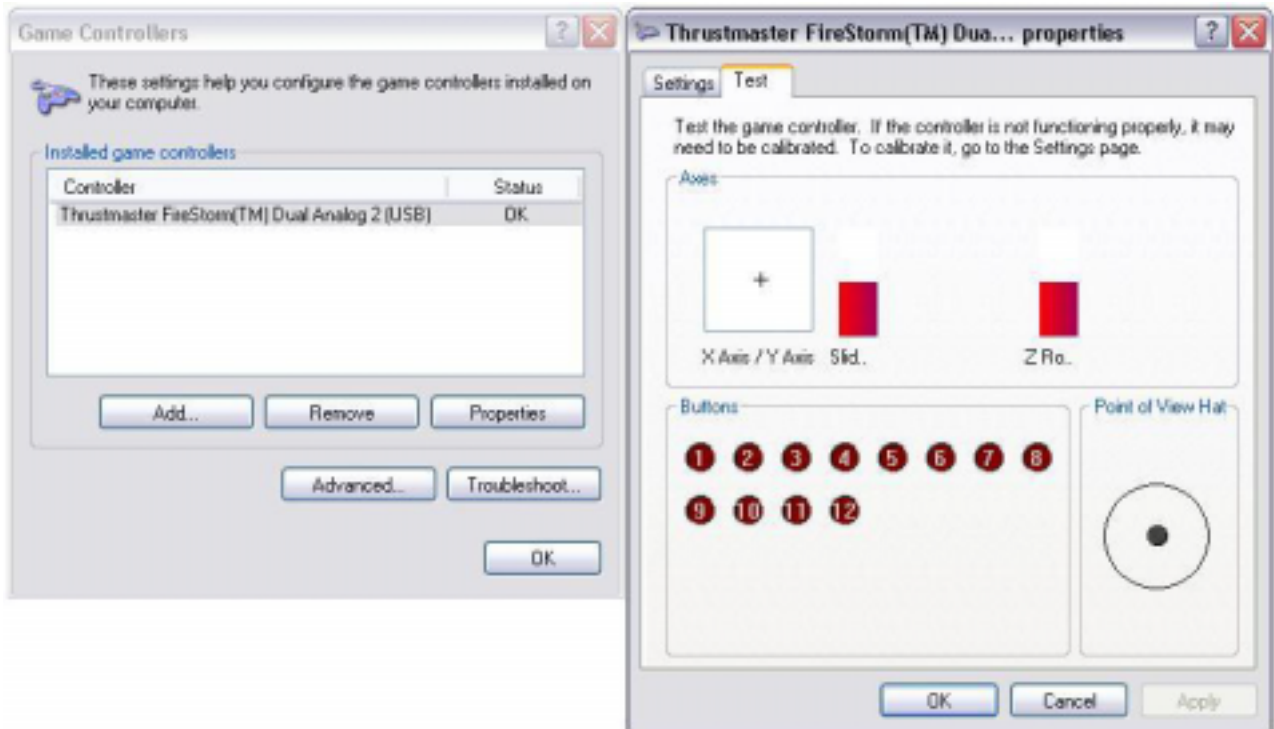 Game Controllers
These settings help you configure the game controllers installed on
your computer.
Installed game controllers
Controller Status
Thrustmaster FireStorm(TM) Dual Analog 2 (USB) OK
Add... Remove Properties
Advanced... Troubleshoot...
OK
Thrustmaster FireStorm(TM) Dua... properties
Settings Test
Test the game controller. If the controller is not functioning properly, it may
need to be calibrated. To calibrate it, go to the Settings page.
Axes
X Axis / Y Axis Slid.. Z Ro..
Buttons
1 2 3 4 5 6 7 8
9 10 11 12
Point of View Hat
OK Cancel Apply